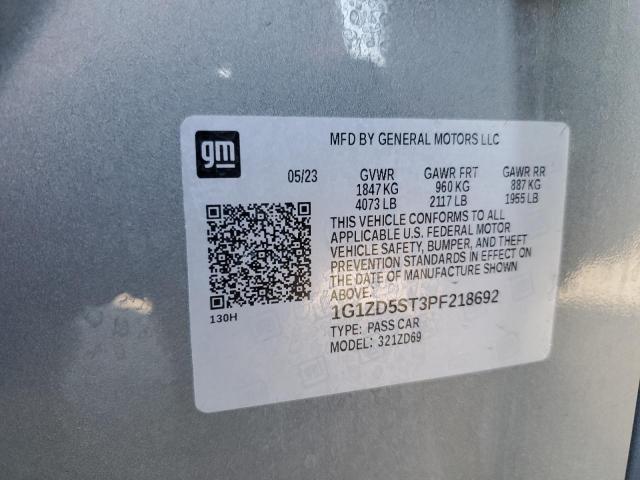 gm
MFD BY GENERAL MOTORS LLC
05/23 GVWR GAWR FRT GAWR RR
1847 KG 960 KG 887 KG
4073 LB 2117 LB 1955 LB
THIS VEHICLE CONFORMS TO ALL
APPLICABLE U.S. FEDERAL MOTOR
VEHICLE SAFETY, BUMPER, AND THEFT
PREVENTION STANDARDS IN EFFECT ON
THE DATE OF MANUFACTURE SHOWN
ABOVE.
130H
1G1ZD5ST3PF218692
TYPE: PASS CAR
MODEL: 321ZD69